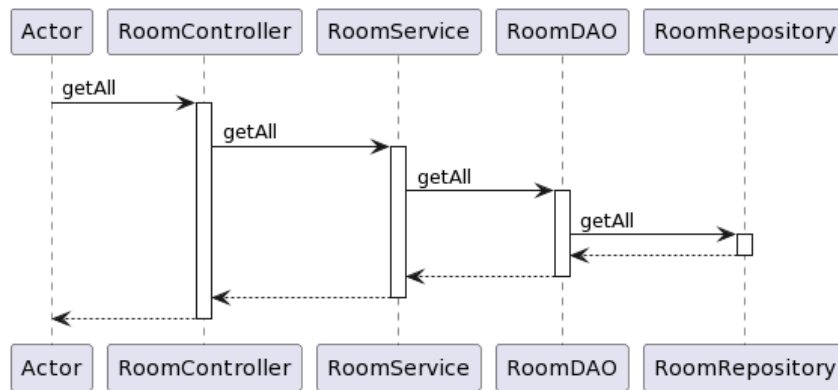 Actor RoomController RoomService RoomDAO RoomRepository
getAll
getAll
getAll
getAll
Actor RoomController RoomService RoomDAO RoomRepository